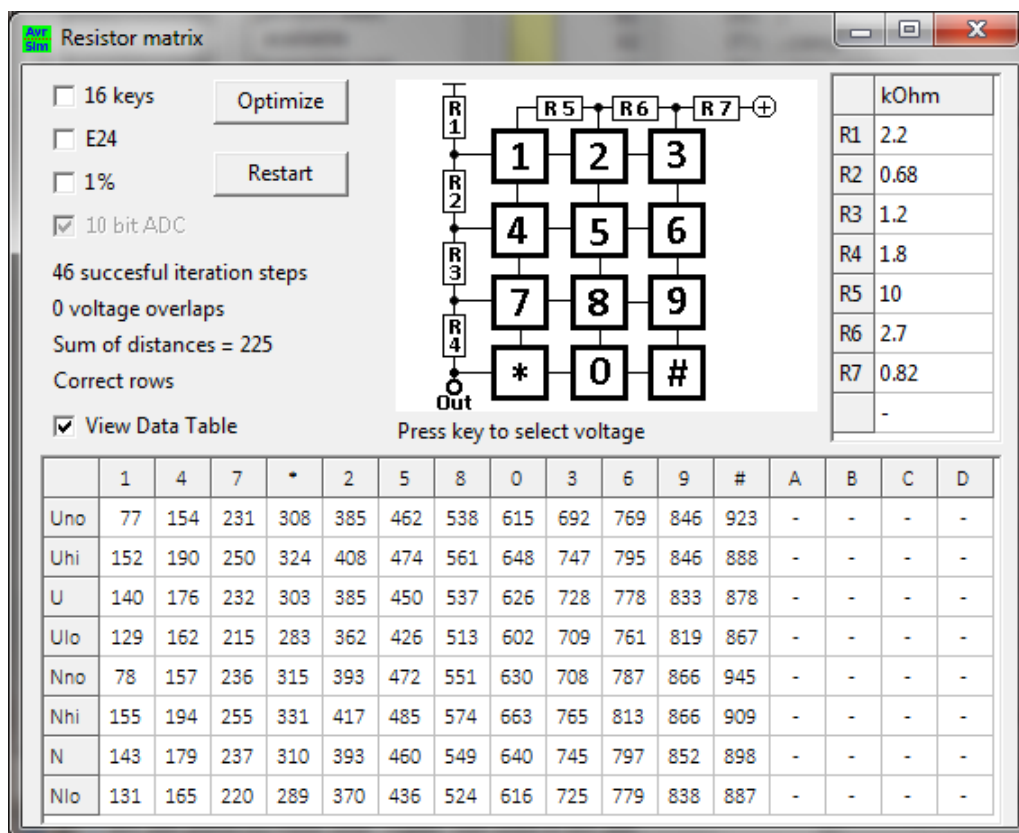 Avr Sim Resistor matrix
16 keys
Optimize
E24
1%
Restart
10 bit ADC
46 succesful iteration steps
0 voltage overlaps
Sum of distances = 225
Correct rows
View Data Table
R1
R5 R6 R7 +
1 2 3
R2
4 5 6
R3
7 8 9
R4
* 0 #
Out
Press key to select voltage
kOhm
R1 2.2
R2 0.68
R3 1.2
R4 1.8
R5 10
R6 2.7
R7 0.82
-
1 4 7 * 2 5 8 0 3 6 9 # A B C D
Uno 77 154 231 308 385 462 538 615 692 769 846 923 - - - -
Uhi 152 190 250 324 408 474 561 648 747 795 846 888 - - - -
U 140 176 232 303 385 450 537 626 728 778 833 878 - - - -
Ulo 129 162 215 283 362 426 513 602 709 761 819 867 - - - -
Nno 78 157 236 315 393 472 551 630 708 787 866 945 - - - -
Nhi 155 194 255 331 417 485 574 663 765 813 866 909 - - - -
N 143 179 237 310 393 460 549 640 745 797 852 898 - - - -
Nlo 131 165 220 289 370 436 524 616 725 779 838 887 - - - -